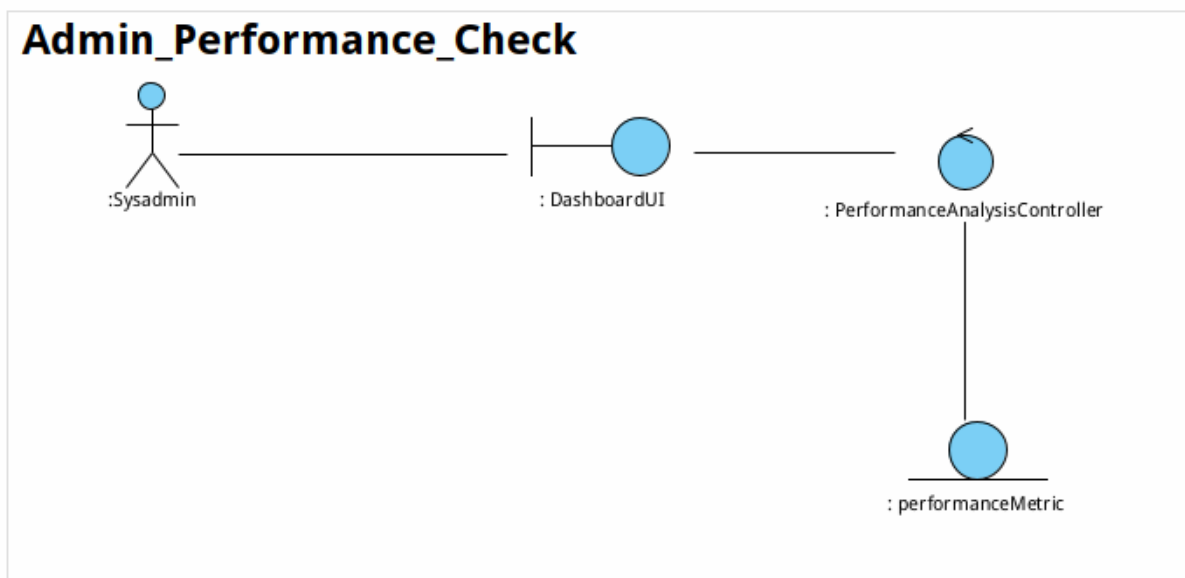 Admin_Performance_Check
:Sysadmin
: DashboardUI
: PerformanceAnalysisController
: performanceMetric